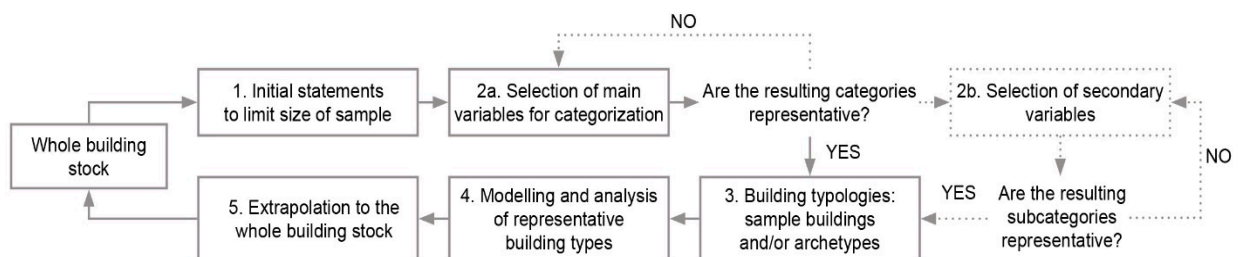 NO
1. Initial statements
to limit size of sample
2a. Selection of main
variables for categorization
Are the resulting categories
representative?
2b. Selection of secondary
variables
Whole building
stock
YES
NO
5. Extrapolation to the
whole building stock
4. Modelling and analysis
of representative
building types
3. Building typologies:
sample buildings
and/or archetypes
YES
Are the resulting
subcategories
representative?